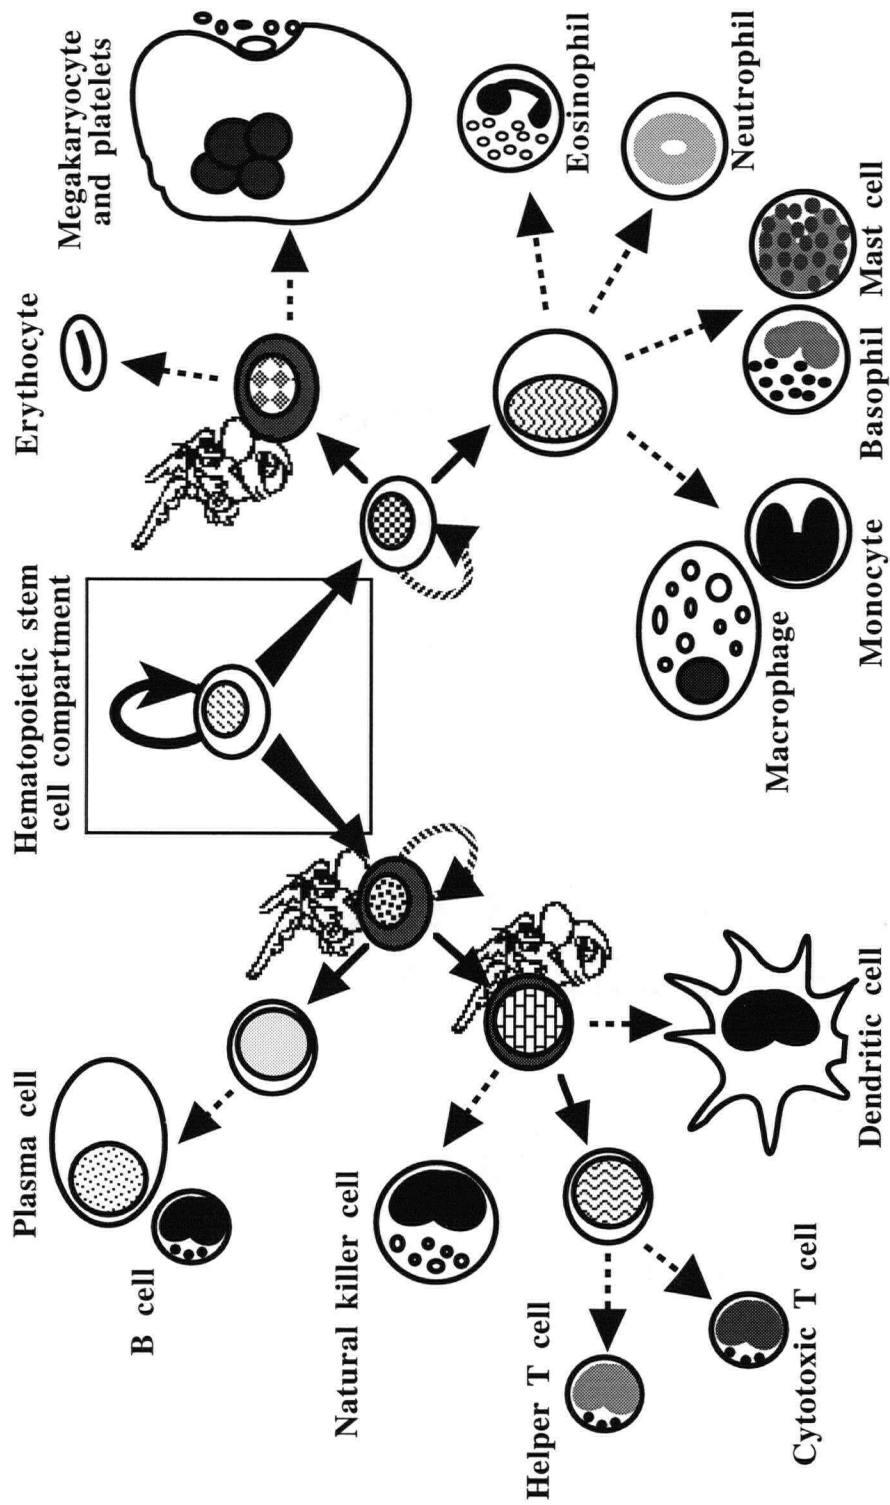 Hematopoietic stem
cell compartment
Plasma cell
B cell
Erythocyte
Megakaryocyte
and platelets
Natural killer cell
Helper T cell
Cytotoxic T cell
Dendritic cell
Macrophage
Monocyte
Basophil
Mast cell
Neutrophil
Eosinophil